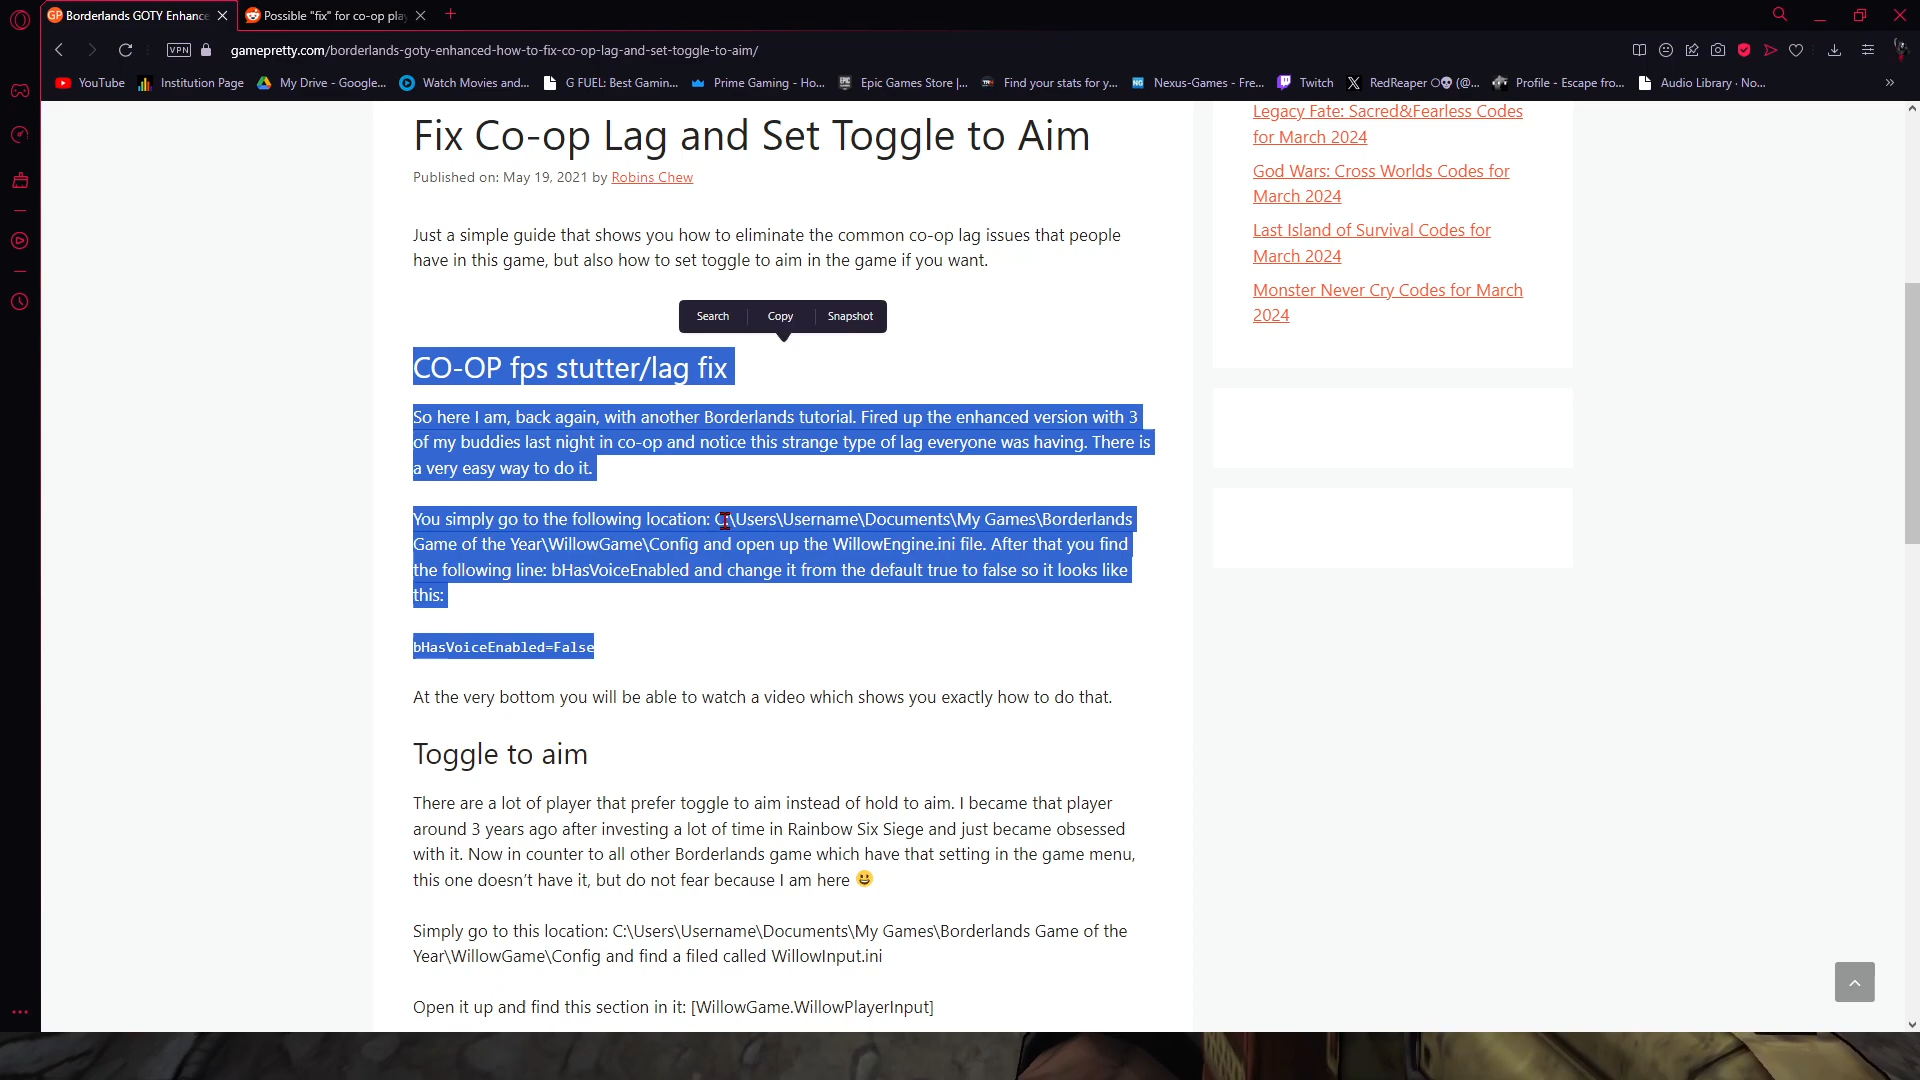 Borderlands GOTY Enhance
Possible "fix" for co-op play
VPN
gamepretty.com/borderlands-goty-enhanced-how-to-fix-co-op-lag-and-set-toggle-to-aim/
YouTube
Institution Page
My Drive - Google...
Watch Movies and...
G FUEL: Best Gamin...
Prime Gaming - Ho...
Epic Games Store |...
Find your stats for y...
Nexus-Games - Fre...
Twitch
RedReaper O💀 (@...
Profile - Escape fro...
Audio Library · No...
Fix Co-op Lag and Set Toggle to Aim
Published on: May 19, 2021 by Robins Chew
Just a simple guide that shows you how to eliminate the common co-op lag issues that people
have in this game, but also how to set toggle to aim in the game if you want.
Search
Copy
Snapshot
CO-OP fps stutter/lag fix
So here I am, back again, with another Borderlands tutorial. Fired up the enhanced version with 3
of my buddies last night in co-op and notice this strange type of lag everyone was having. There is
a very easy way to do it.
You simply go to the following location: C:\Users\Username\Documents\My Games\Borderlands
Game of the Year\WillowGame\Config and open up the WillowEngine.ini file. After that you find
the following line: bHasVoiceEnabled and change it from the default true to false so it looks like
this:
bHasVoiceEnabled=False
At the very bottom you will be able to watch a video which shows you exactly how to do that.
Toggle to aim
There are a lot of player that prefer toggle to aim instead of hold to aim. I became that player
around 3 years ago after investing a lot of time in Rainbow Six Siege and just became obsessed
with it. Now in counter to all other Borderlands game which have that setting in the game menu,
this one doesn't have it, but do not fear because I am here 😀
Simply go to this location: C:\Users\Username\Documents\My Games\Borderlands Game of the
Year\WillowGame\Config and find a filed called WillowInput.ini
Open it up and find this section in it: [WillowGame.WillowPlayerInput]
Legacy Fate: Sacred&Fearless Codes
for March 2024
God Wars: Cross Worlds Codes for
March 2024
Last Island of Survival Codes for
March 2024
Monster Never Cry Codes for March
2024